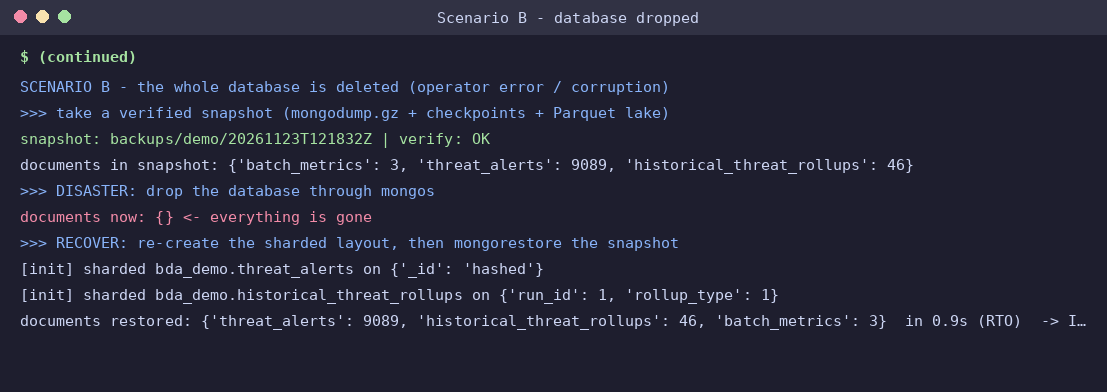 Scenario B - database dropped
$ (continued)
SCENARIO B - the whole database is deleted (operator error / corruption)
>>> take a verified snapshot (mongodump.gz + checkpoints + Parquet lake)
snapshot: backups/demo/20261123T121832Z | verify: OK
documents in snapshot: {'batch_metrics': 3, 'threat_alerts': 9089, 'historical_threat_rollups': 46}
>>> DISASTER: drop the database through mongos
documents now: {} <- everything is gone
>>> RECOVER: re-create the sharded layout, then mongorestore the snapshot
[init] sharded bda_demo.threat_alerts on {'_id': 'hashed'}
[init] sharded bda_demo.historical_threat_rollups on {'run_id': 1, 'rollup_type': 1}
documents restored: {'threat_alerts': 9089, 'historical_threat_rollups': 46, 'batch_metrics': 3}  in 0.9s (RTO)  -> I…